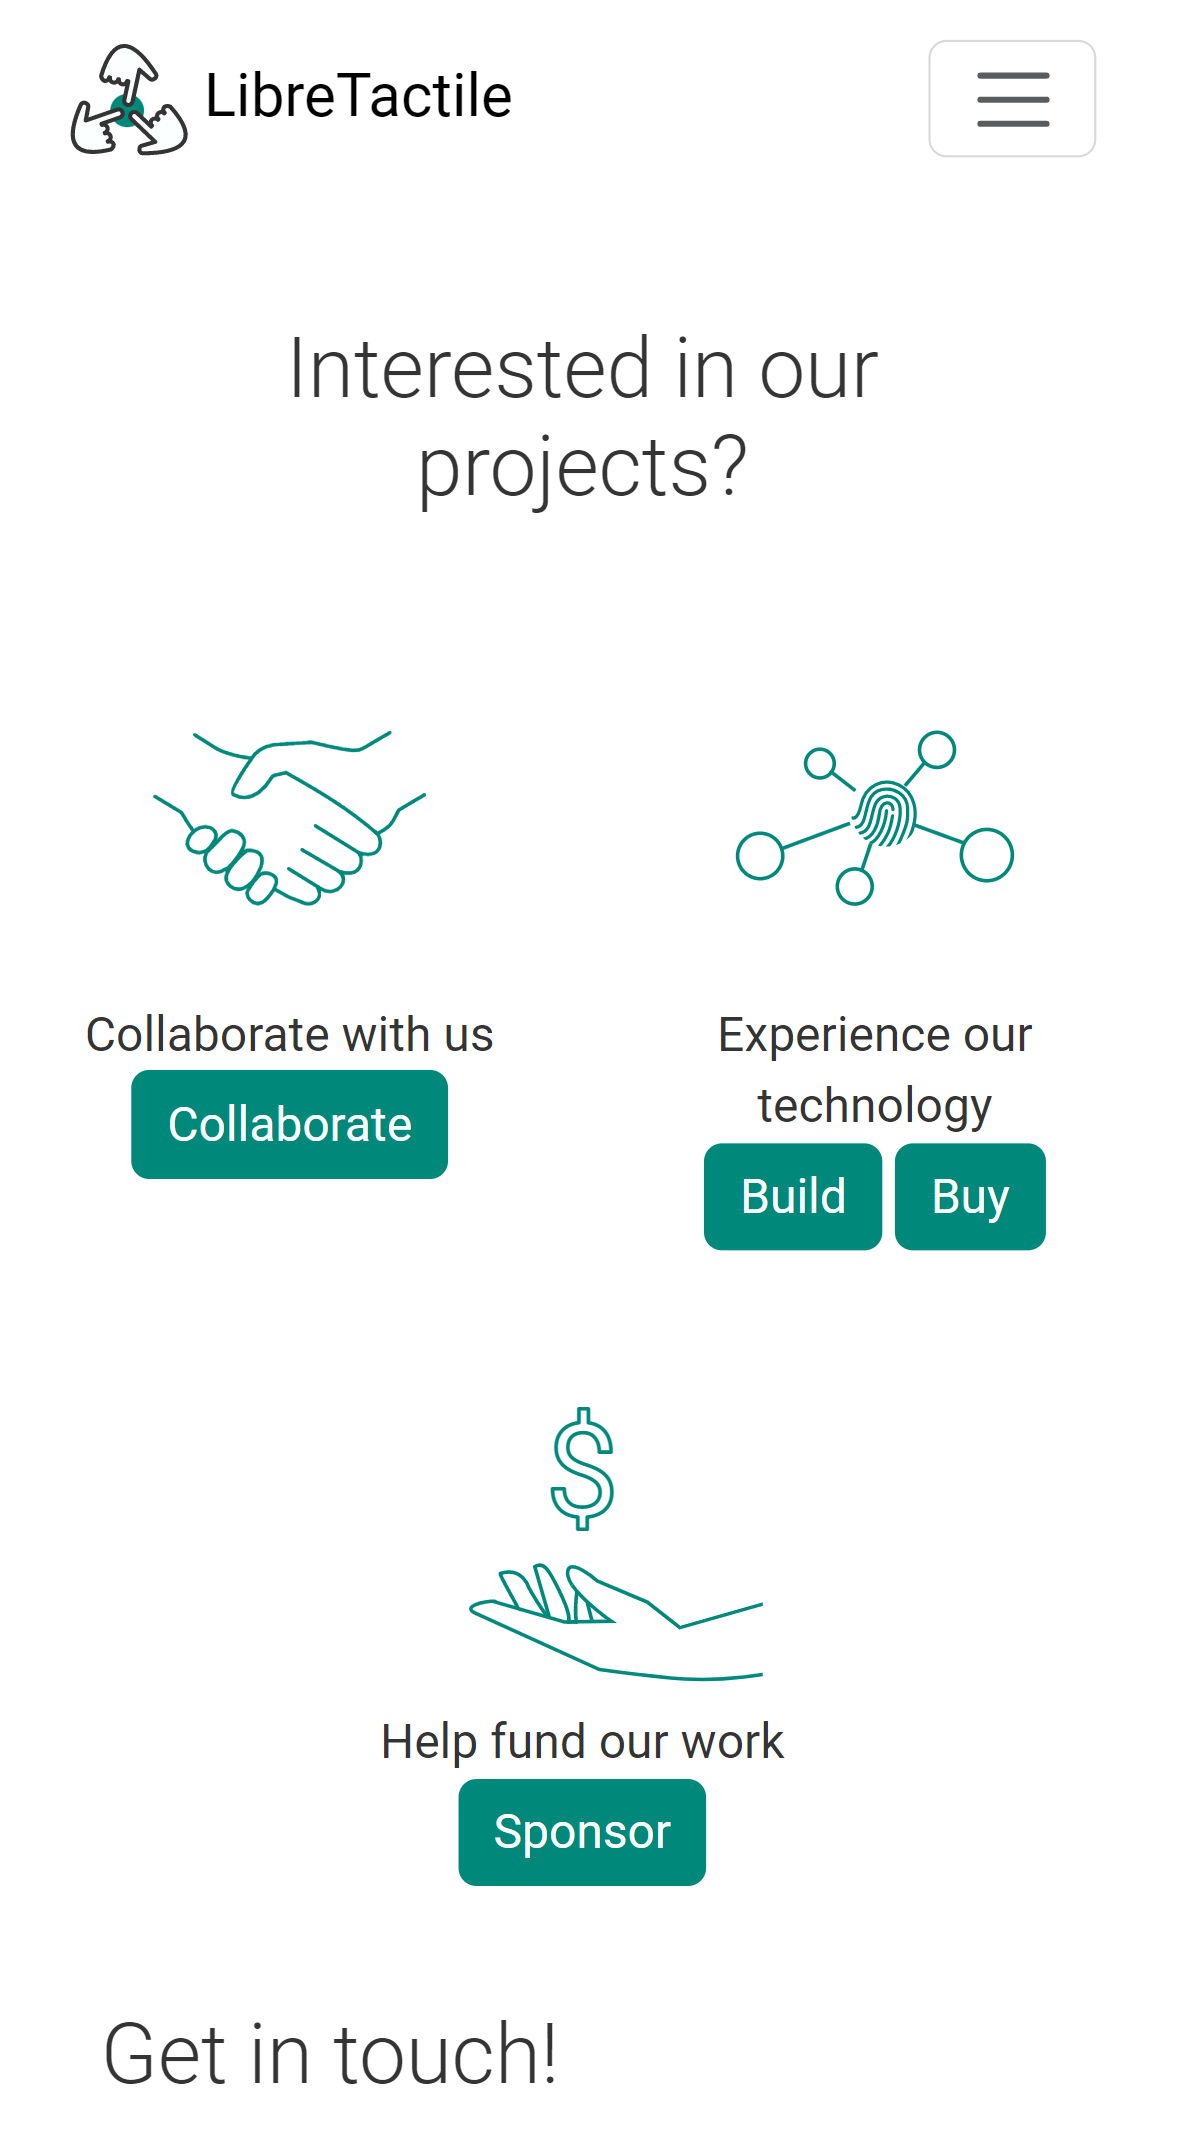 LibreTactile
Interested in our
projects?
Collaborate with us
Collaborate
Experience our
technology
Build Buy
$
Help fund our work
Sponsor
Get in touch!